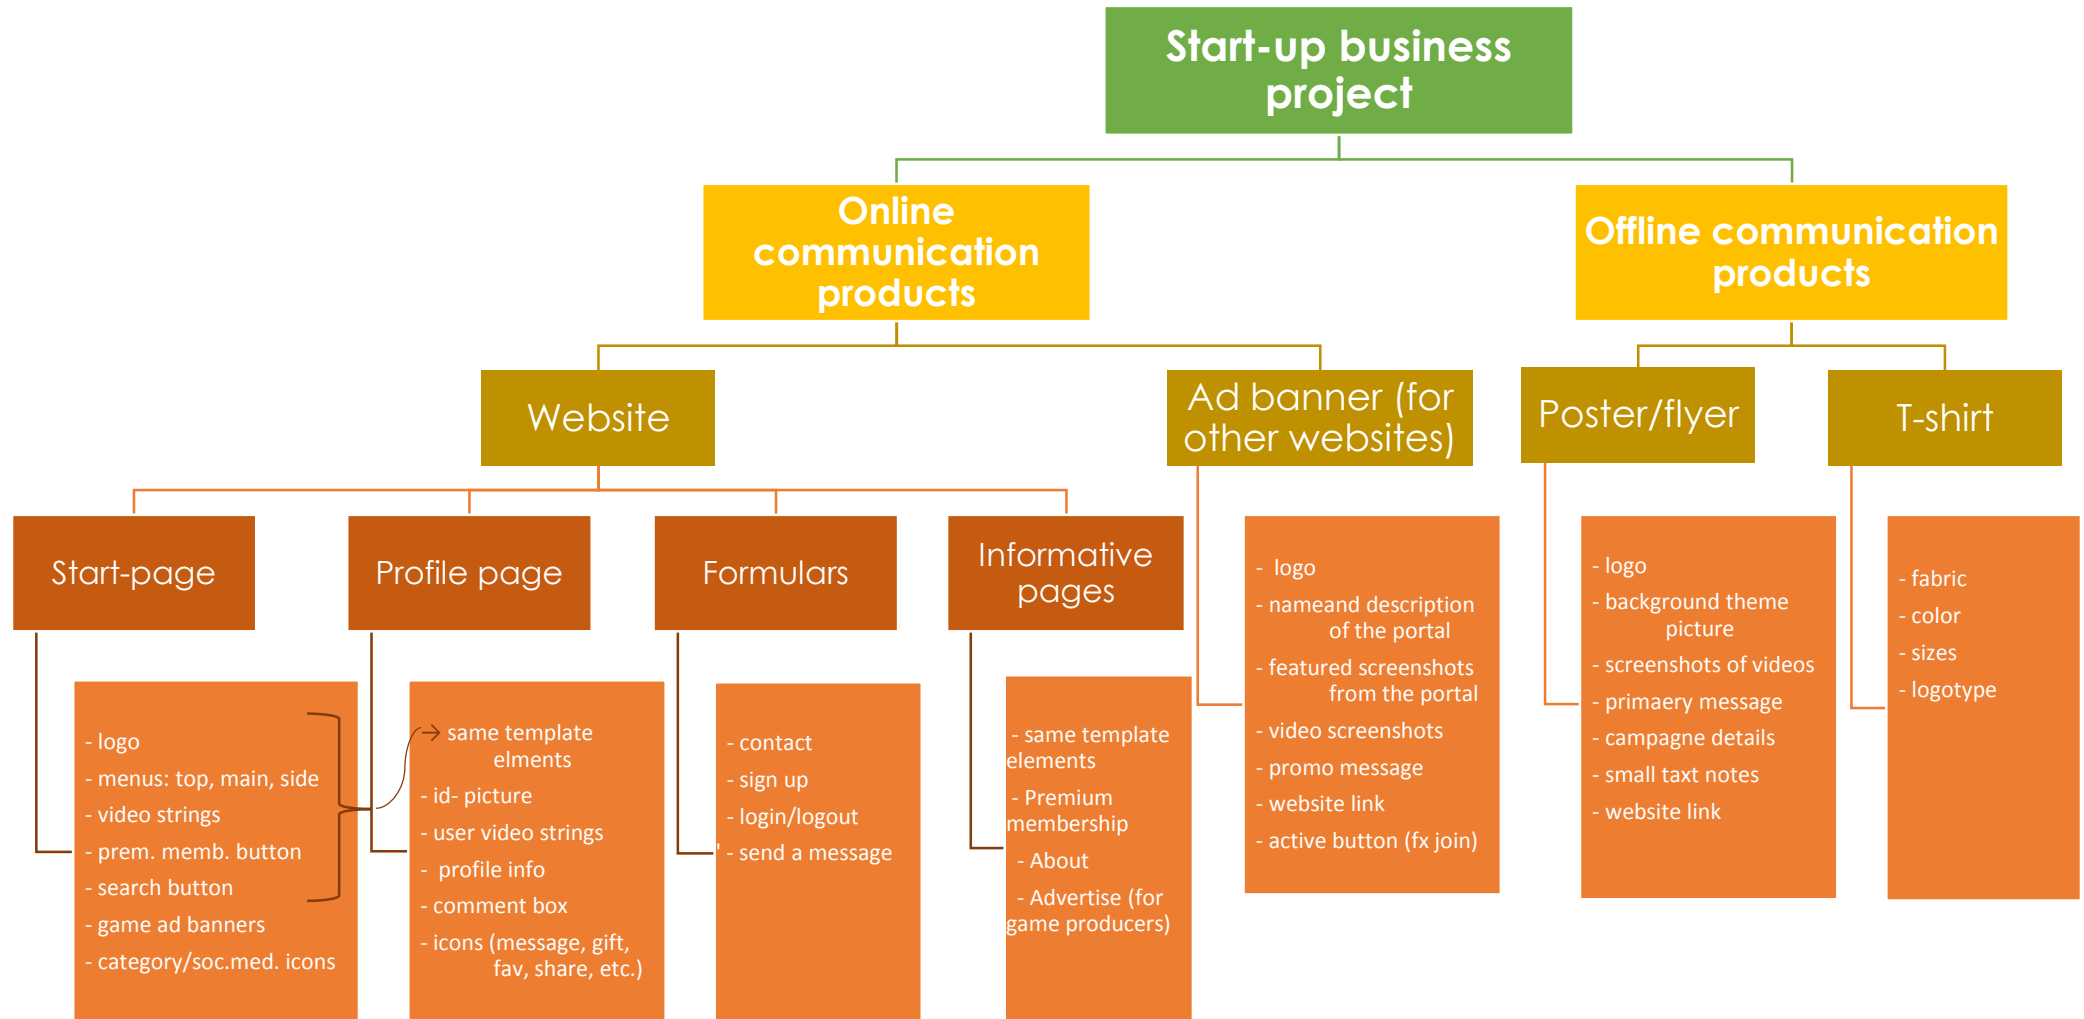 Start-up business
project
Online
communication
products
Offline communication
products
Website
Ad banner (for
other websites)
Poster/flyer
T-shirt
Start-page
Profile page
Formulars
Informative
pages
- logo
- menus: top, main, side
- video strings
- prem. memb. button
- search button
- game ad banners
- category/soc.med. icons
→ same template
elments
- id- picture
- user video strings
- profile info
- comment box
- icons (message, gift,
fav, share, etc.)
- contact
- sign up
- login/logout
' - send a message
- same template
elements
- Premium
membership
- About
- Advertise (for
game producers)
- logo
- nameand description
of the portal
- featured screenshots
from the portal
- video screenshots
- promo message
- website link
- active button (fx join)
- logo
- background theme
picture
- screenshots of videos
- primaery message
- campagne details
- small taxt notes
- website link
- fabric
- color
- sizes
- logotype